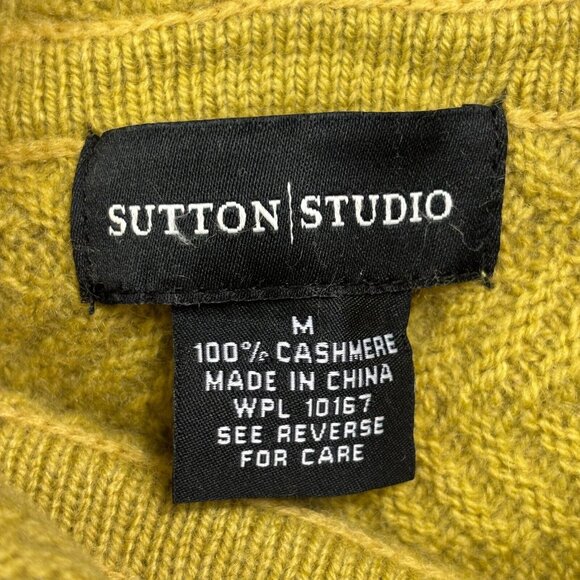 SUTTON|STUDIO
M
100% CASHMERE
MADE IN CHINA
WPL 10167
SEE REVERSE
FOR CARE